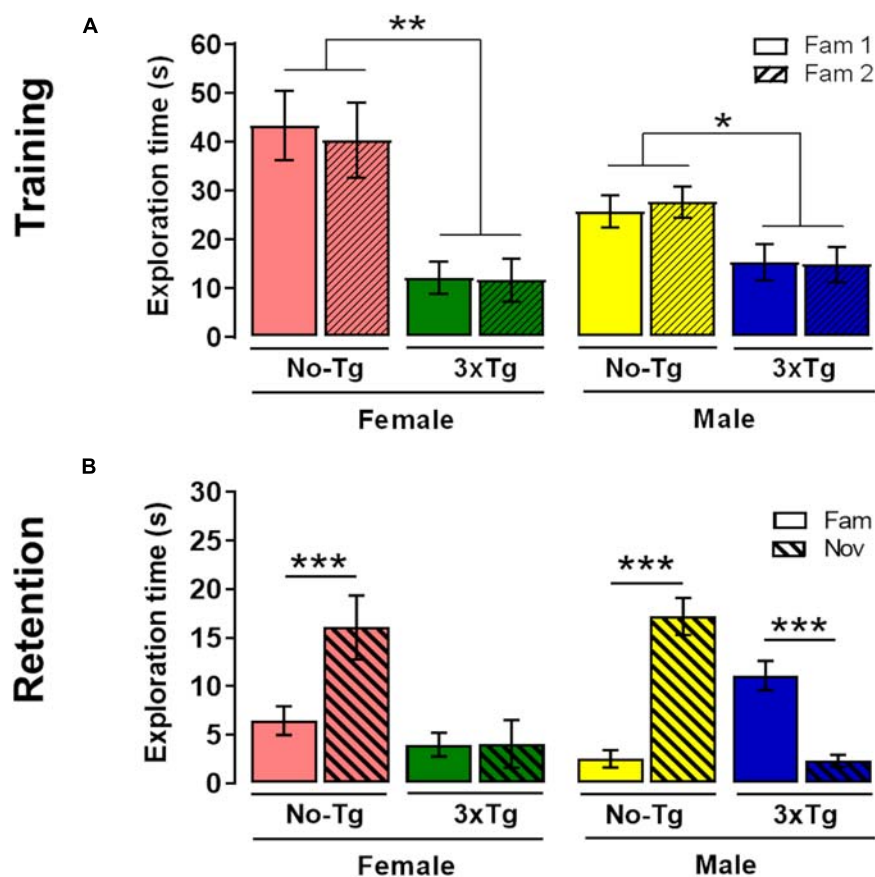 A
Training
Exploration time (s)
60
50
40
30
20
10
0
**
*
Fam 1
Fam 2
No-Tg 3xTg No-Tg 3xTg
Female Male
B
Retention
Exploration time (s)
30
25
20
15
10
5
0
***
***
***
Fam
Nov
No-Tg 3xTg No-Tg 3xTg
Female Male